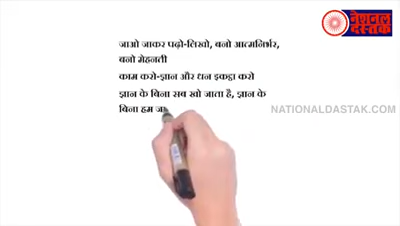 नेशनल
दस्तक
जाओ जाकर पढ़ो-लिखो, बनो आत्मनिर्भर,
बनो मेहनती
काम करो-ज्ञान और धन इकट्ठा करो
ज्ञान के बिना सब खो जाता है, ज्ञान के
NATIONALDASTAK.COM
बिना हम ज